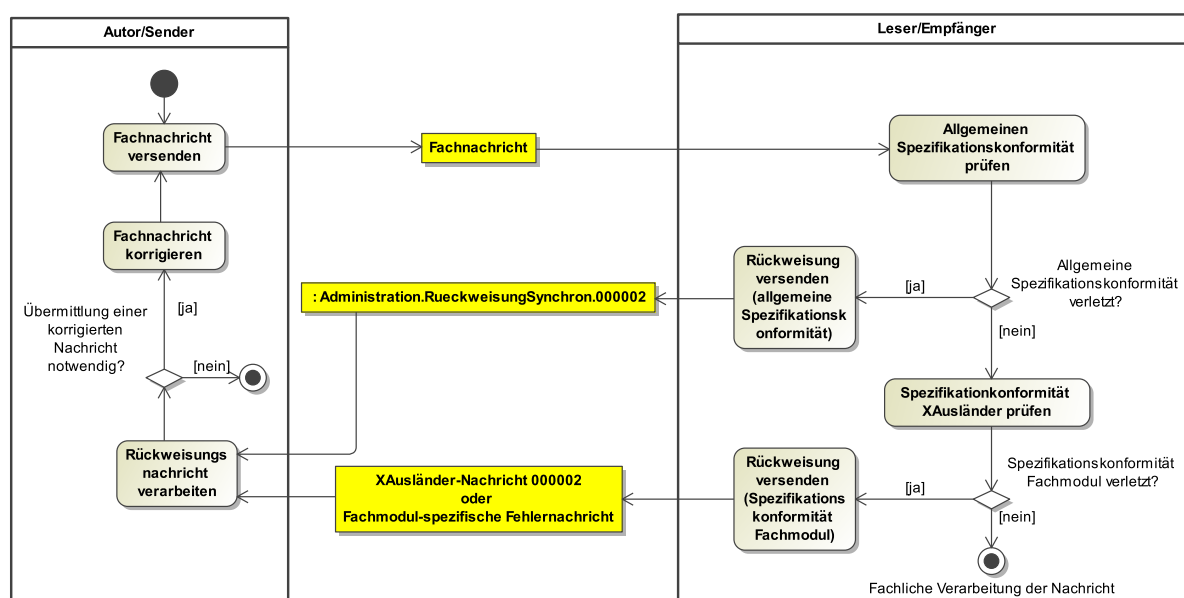 Autor/Sender
Leser/Empfänger
Fachnachricht
versenden
Fachnachricht
Allgemeinen
Spezifikationskonformität
prüfen
Fachnachricht
korrigieren
Rückweisung
versenden
(allgemeine
Spezifikationsk
onformität)
Allgemeine
Spezifikationskonformität
verletzt?
[ja]
: Administration.RueckweisungSynchron.000002
[ja]
Übermittlung einer
korrigierten
Nachricht
notwendig?
[nein]
[nein]
Spezifikationkonformität
XAusländer prüfen
Rückweisungs
nachricht
verarbeiten
XAusländer-Nachricht 000002
oder
Fachmodul-spezifische Fehlernachricht
Rückweisung
versenden
(Spezifikations
konformität
Fachmodul)
[ja]
Spezifikationskonformität
Fachmodul verletzt?
[nein]
Fachliche Verarbeitung der Nachricht